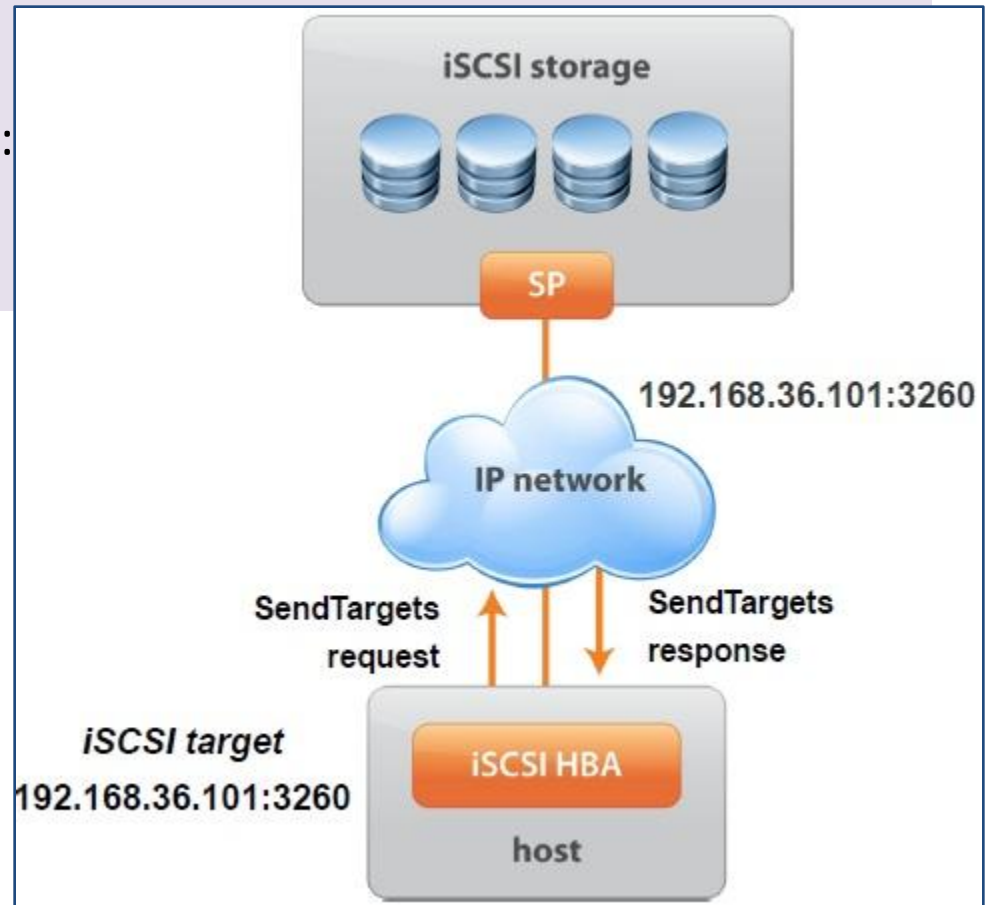 iSCSI storage
:
SP
192.168.36.101:3260
IP network
SendTargets
request
SendTargets
response
iSCSI target
192.168.36.101:3260
iSCSI HBA
host